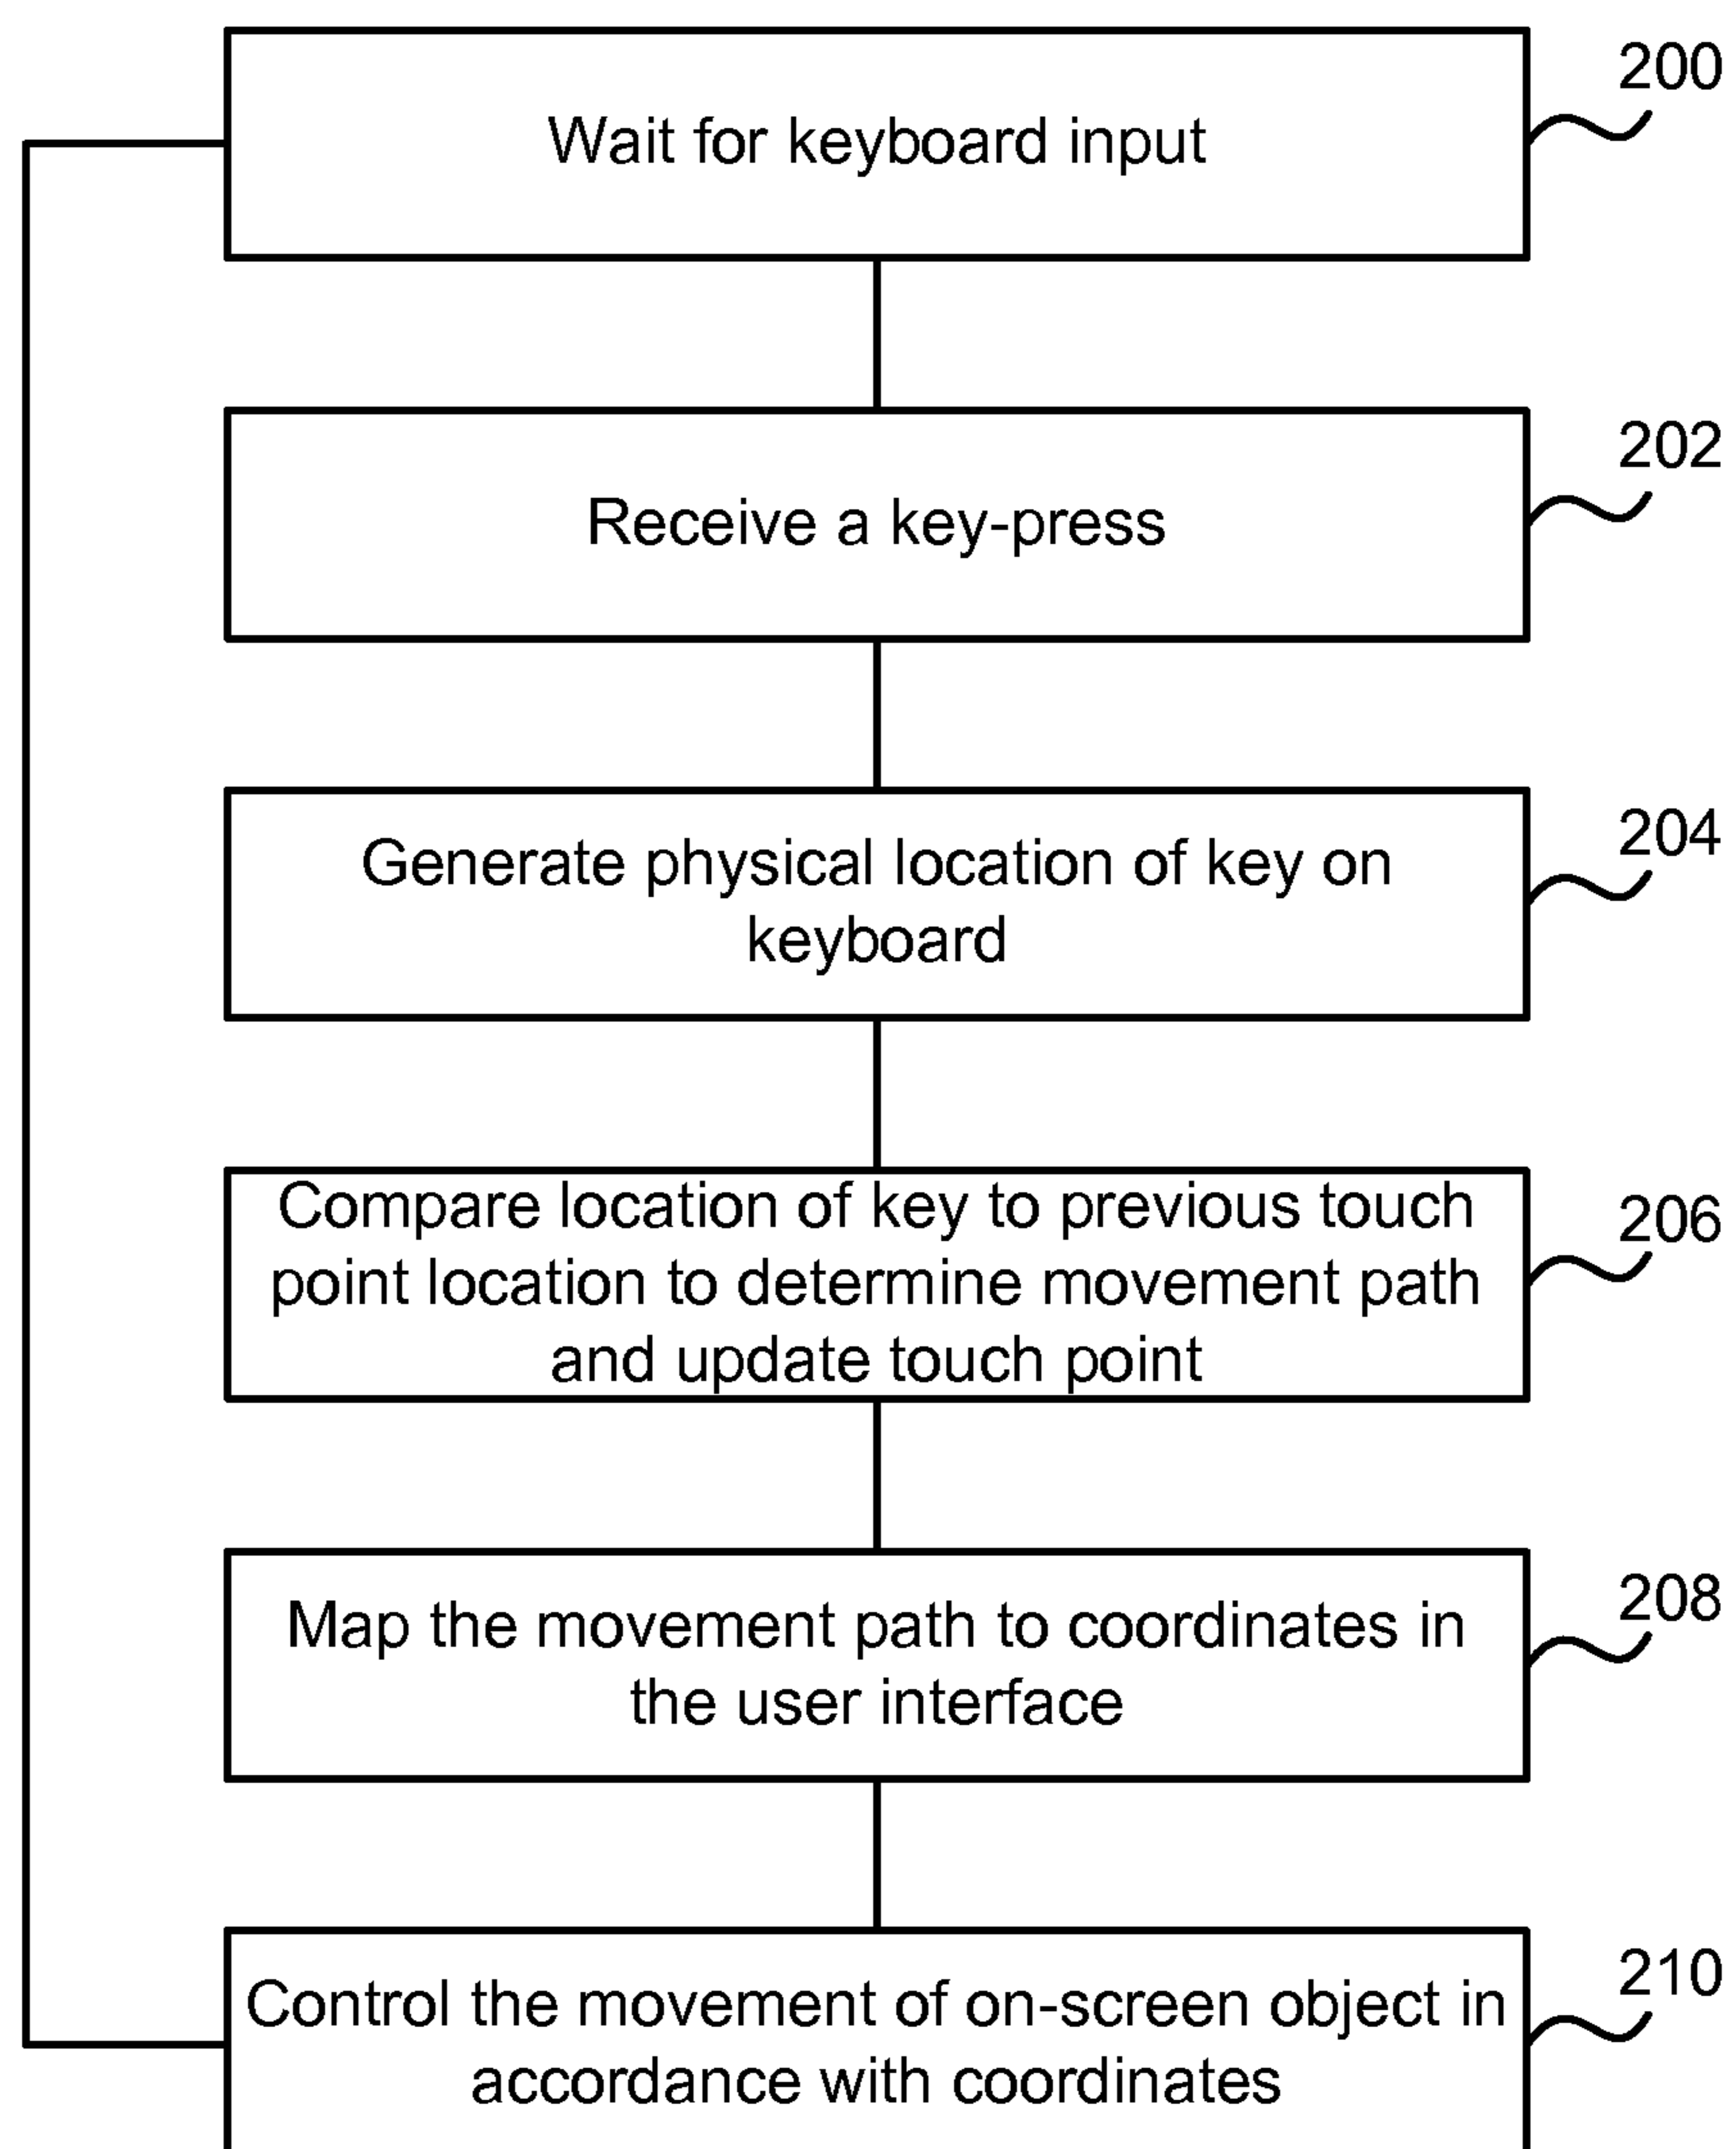 200
Wait for keyboard input
202
Receive a key-press
204
Generate physical location of key on
keyboard
206
Compare location of key to previous touch
point location to determine movement path
and update touch point
208
Map the movement path to coordinates in
the user interface
210
Control the movement of on-screen object in
accordance with coordinates